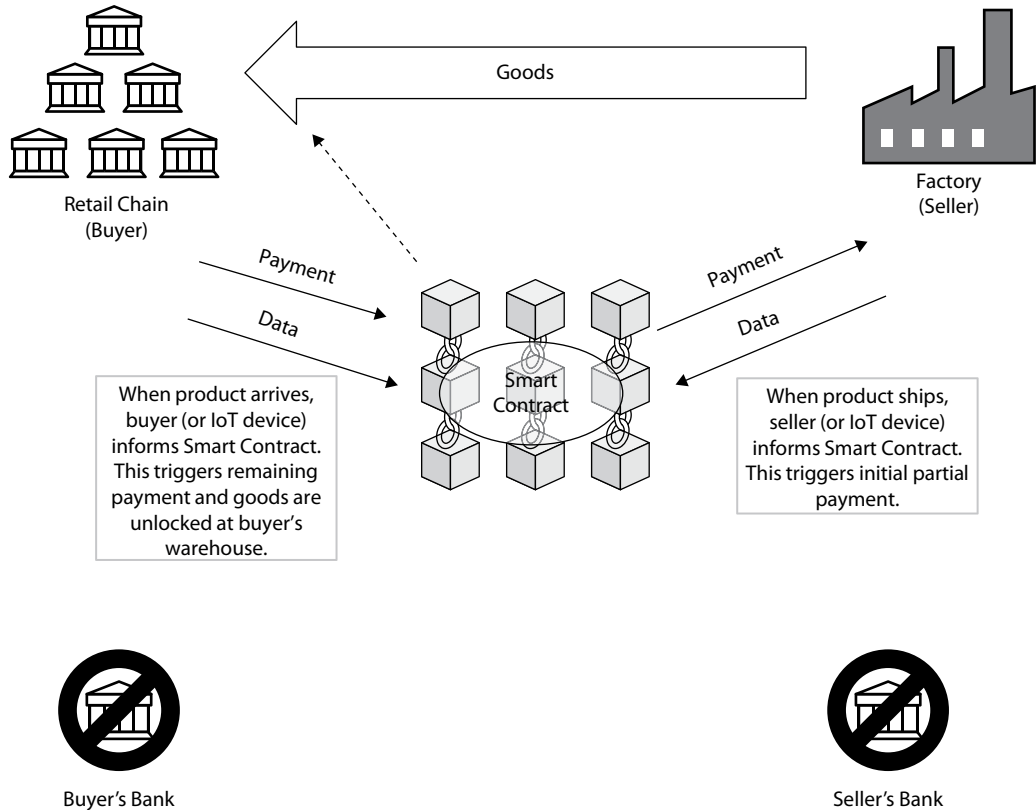 Goods
Retail Chain
(Buyer)
Factory
(Seller)
Payment
Data
Payment
Data
Smart
Contract
When product arrives,
buyer (or IoT device)
informs Smart Contract.
This triggers remaining
payment and goods are
unlocked at buyer’s
warehouse.
When product ships,
seller (or IoT device)
informs Smart Contract.
This triggers initial partial
payment.
Buyer’s Bank
Seller’s Bank